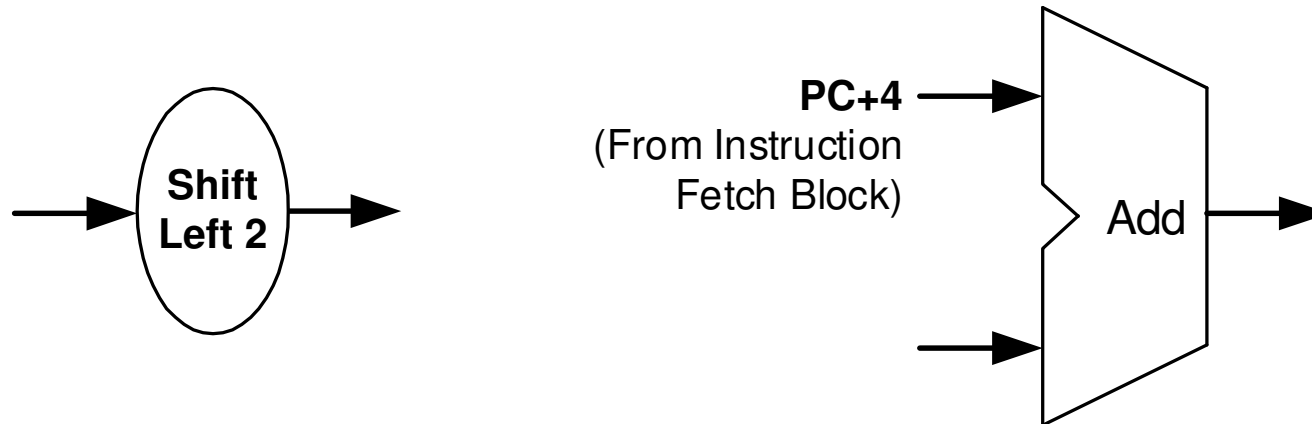 Shift
Left 2
PC+4
(From Instruction
Fetch Block)
Add